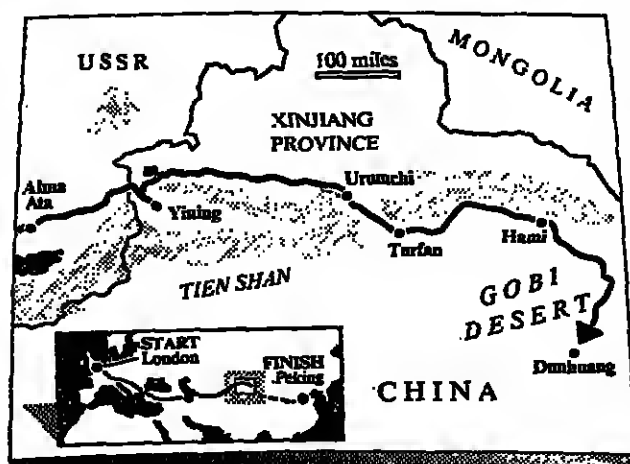 USSR
MONGOLIA
100 miles
XINJIANG
PROVINCE
Alma
Ata
Urumchi
Yining
Turfan
Hami
TIEN SHAN
GOBI
DESERT
Dunhuang
START
London
FINISH
Peking
CHINA